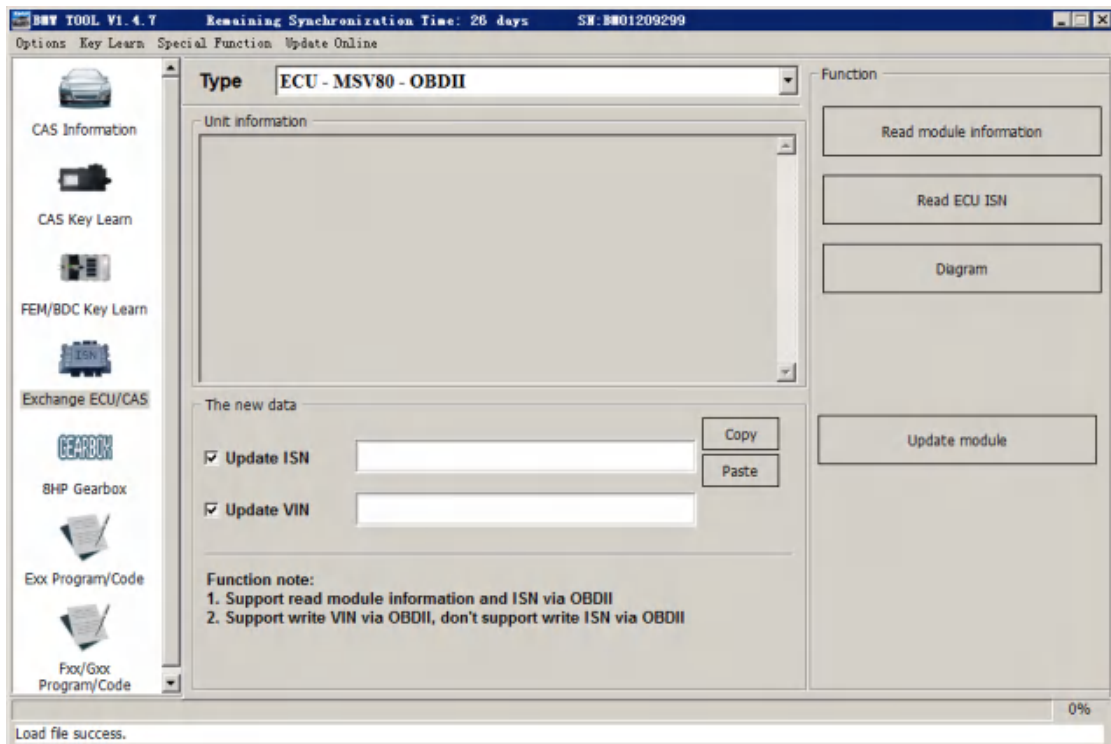 BMW TOOL V1.4.7 Remaining Synchronization Time: 26 days SN:BM01209299
Options Key Learn Special Function Update Online
CAS Information
CAS Key Learn
FEM/BDC Key Learn
ISN
Exchange ECU/CAS
GEARBOX
8HP Gearbox
Exx Program/Code
Fxx/Gxx
Program/Code
Type ECU - MSV80 - OBDII
Unit information
The new data
Update ISN
Copy
Paste
Update VIN
Function note:
1. Support read module information and ISN via OBDII
2. Support write VIN via OBDII, don't support write ISN via OBDII
Function
Read module information
Read ECU ISN
Diagram
Update module
0%
Load file success.